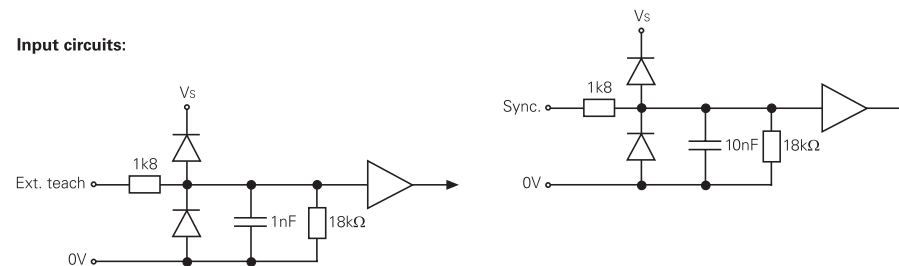 Input circuits:
Vs
1k8
Ext. teach
1nF
18kΩ
0V
Vs
1k8
Sync.
10nF
18kΩ
0V